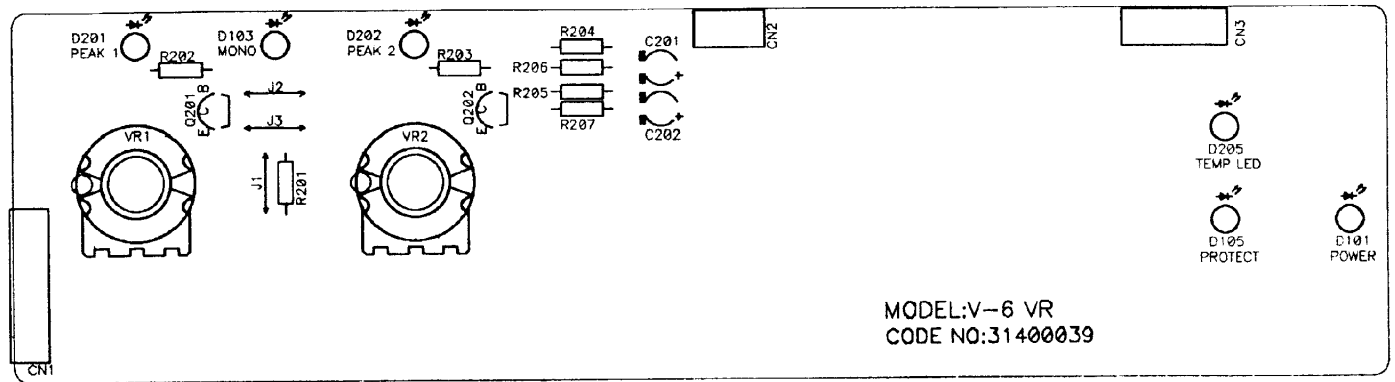 D201
PEAK 1
D103
MONO
D202
PEAK 2
R202
R203
R204
R206
R205
R207
C201
C202
+
+
CN2
CN3
Q201
B
C
E
J2
J3
Q202
B
C
E
VR1
VR2
J1
R201
D205
TEMP LED
D105
PROTECT
D101
POWER
MODEL:V-6 VR
CODE NO:31400039
CN1